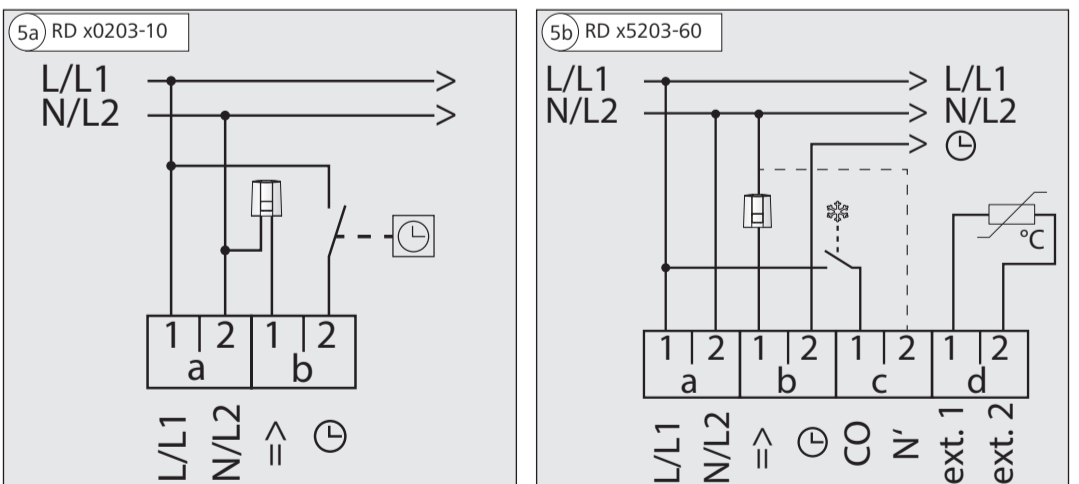 5a RD x0203-10
L/L1
N/L2
1 2 1 2
a b
L/L1 N/L2 =>
5b RD x5203-60
L/L1 L/L1
N/L2 N/L2
°C
1 2 1 2 1 2 1 2
a b c d
L/L1 N/L2 => CO N' ext. 1 ext. 2